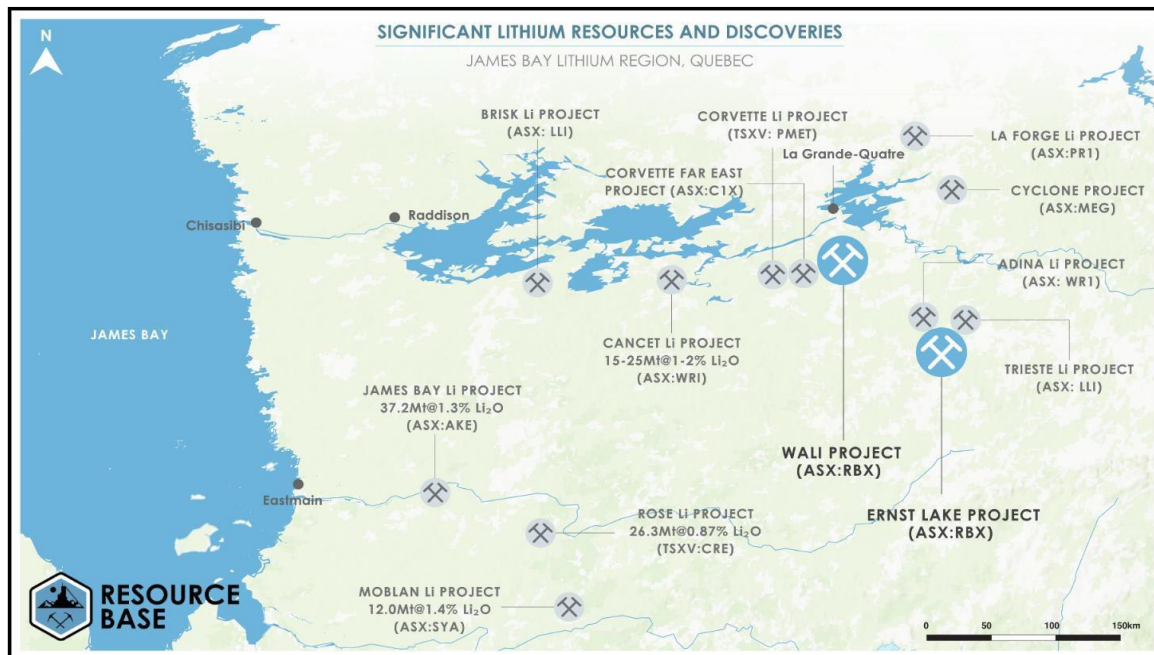 SIGNIFICANT LITHIUM RESOURCES AND DISCOVERIES
JAMES BAY LITHIUM REGION, QUEBEC
N
BRISK Li PROJECT
(ASX: LLI)
CORVETTE Li PROJECT
(TSXV: PMET)
La Grande-Quatre
LA FORGE Li PROJECT
(ASX:PR1)
CORVETTE FAR EAST
PROJECT (ASX:C1X)
CYCLONE PROJECT
(ASX:MEG)
Chisasibi
Raddison
ADINA Li PROJECT
(ASX: WR1)
JAMES BAY
CANCET Li PROJECT
15-25Mt@1-2% Li₂O
(ASX:WRI)
TRIESTE Li PROJECT
(ASX: LLI)
JAMES BAY Li PROJECT
37.2Mt@1.3% Li₂O
(ASX:AKE)
WALI PROJECT
(ASX:RBX)
Eastmain
ROSE Li PROJECT
26.3Mt@0.87% Li₂O
(TSXV:CRE)
ERNST LAKE PROJECT
(ASX:RBX)
MOBLAN Li PROJECT
12.0Mt@1.4% Li₂O
(ASX:SYA)
RESOURCE
BASE
0 50 100 150km